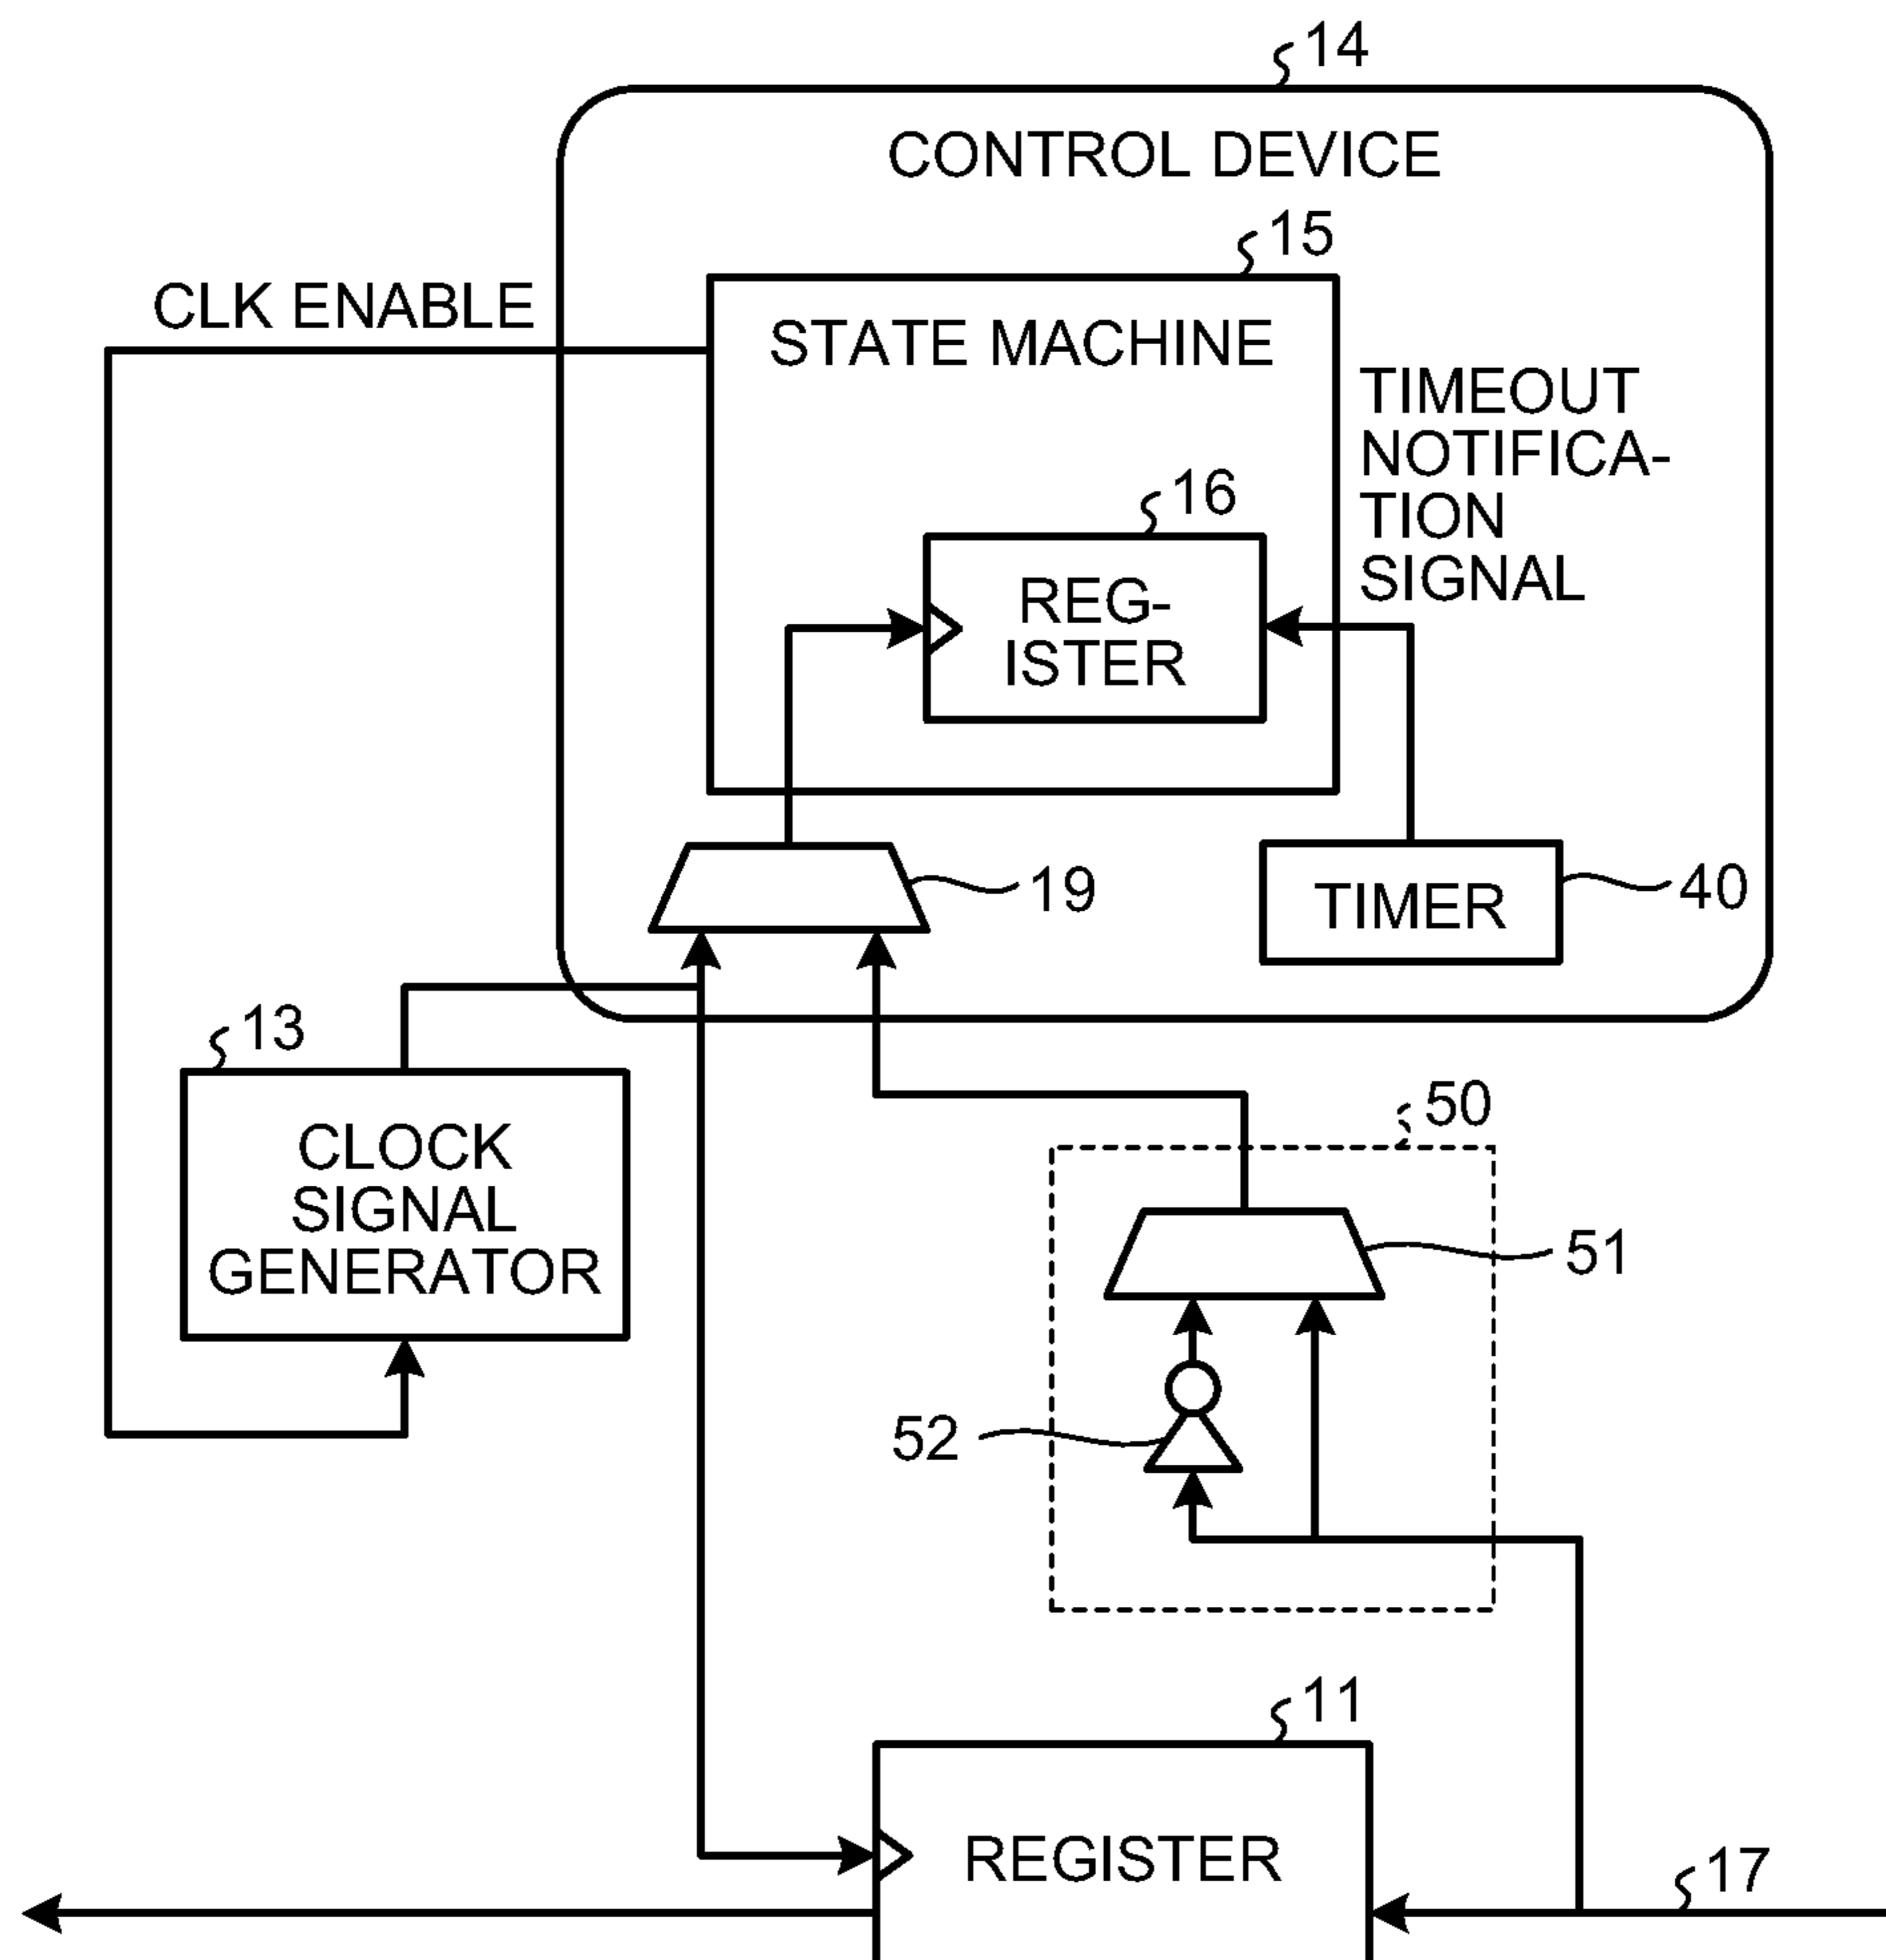 14
CONTROL DEVICE
15
CLK ENABLE
STATE MACHINE
TIMEOUT
NOTIFICA-
TION
SIGNAL
16
REG-
ISTER
19
TIMER
40
13
CLOCK
SIGNAL
GENERATOR
50
51
52
11
REGISTER
17